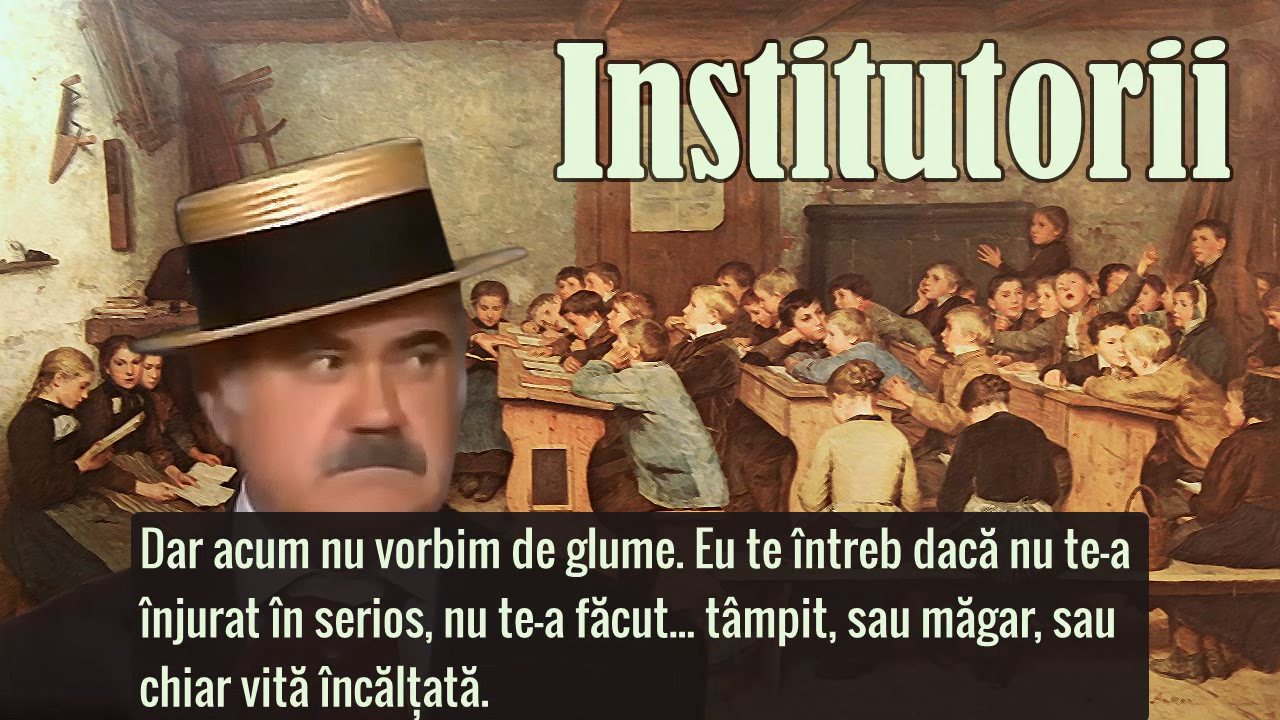 Institutorii
Dar acum nu vorbim de glume. Eu te întreb dacă nu te-a
înjurat în serios, nu te-a făcut... tâmpit, sau măgar, sau
chiar vită încălțată.